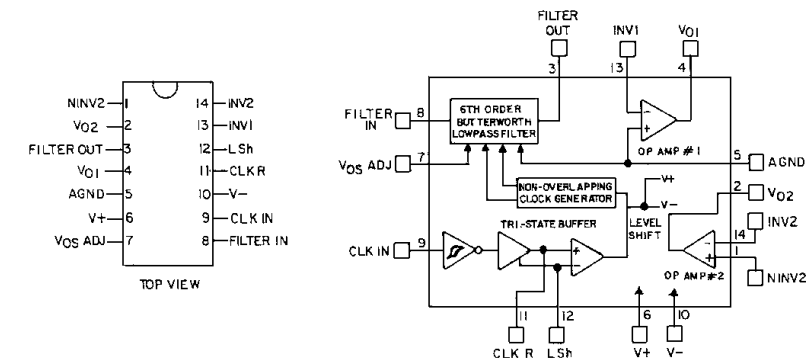 NINV2 1 14 INV2
VO2 2 13 INV1
FILTER OUT 3 12 LSh
VO1 4 11 CLK R
AGND 5 10 V-
V+ 6 9 CLK IN
VOS ADJ 7 8 FILTER IN
TOP VIEW
FILTER
OUT
INV1
VO1
3
13
4
FILTER
IN
8
6TH ORDER
BUTTERWORTH
LOWPASS FILTER
-
+
OP AMP #1
VOS ADJ
7
5
AGND
NON-OVERLAPPING
CLOCK GENERATOR
V+
V-
2
VO2
TRI-STATE BUFFER
LEVEL
SHIFT
INV2
14
CLK IN
9
+
-
-
+
1
OP AMP #2
NINV2
11
12
6
10
CLK R
LSh
V+
V-